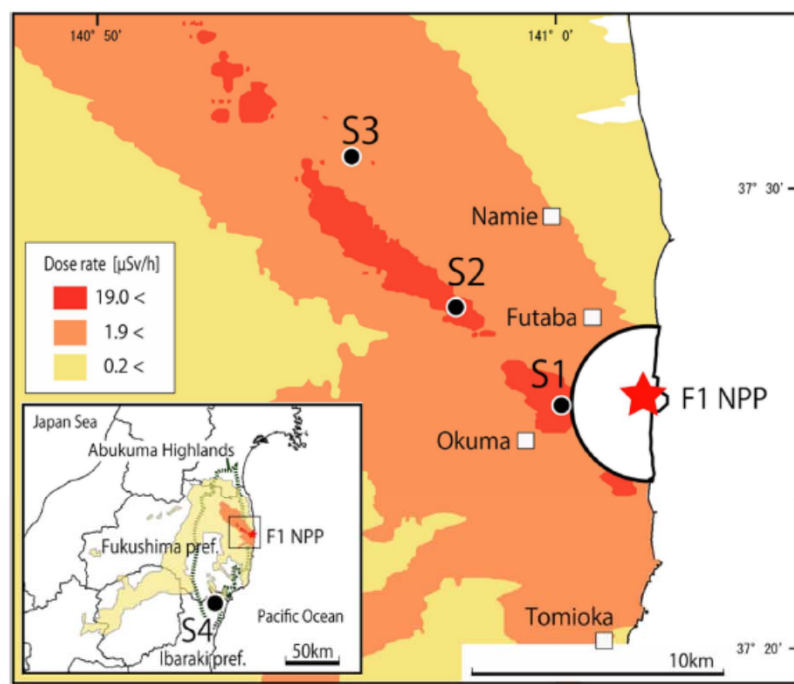 140 50'
141 0'
S3
37 30'
Namie
Dose rate [μSv/h]
19.0 <
1.9 <
0.2 <
S2
Futaba
S1
F1 NPP
Okuma
Japan Sea
Abukuma Highlands
Fukushima pref.
F1 NPP
S4
Pacific Ocean
Ibaraki pref.
50km
Tomioka
10km
37 20'